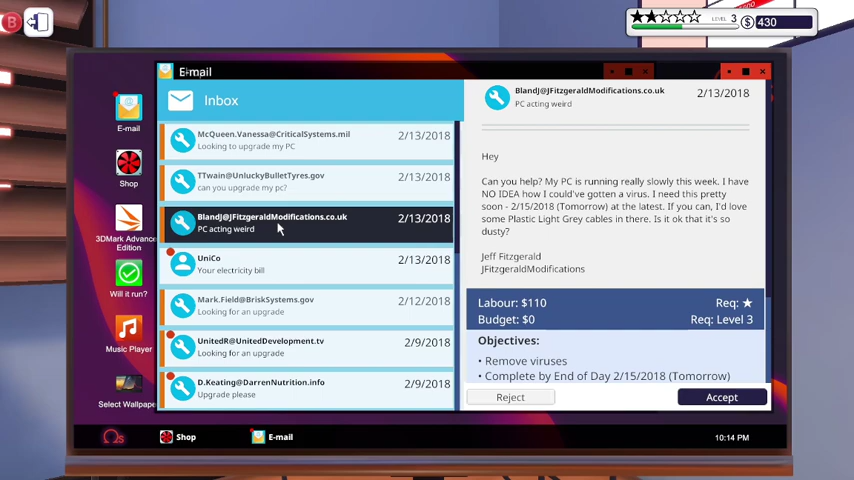 B
LEVEL 3
$ 430
E-mail
Inbox
McQueen.Vanessa@CriticalSystems.mil
2/13/2018
Looking to upgrade my PC
TTwain@UnluckyBulletTyres.gov
2/13/2018
can you upgrade my pc?
BlandJ@JFitzgeraldModifications.co.uk
2/13/2018
PC acting weird
UniCo
2/13/2018
Your electricity bill
Mark.Field@BriskSystems.gov
2/12/2018
Looking for an upgrade
UnitedR@UnitedDevelopment.tv
2/9/2018
Looking for an upgrade
D.Keating@DarrenNutrition.info
2/9/2018
Upgrade please
BlandJ@JFitzgeraldModifications.co.uk
2/13/2018
PC acting weird
Hey
Can you help? My PC is running really slowly this week. I have
NO IDEA how I could've gotten a virus. I need this pretty
soon - 2/15/2018 (Tomorrow) at the latest. If you can, I'd love
some Plastic Light Grey cables in there. Is it ok that it's so
dusty?
Jeff Fitzgerald
JFitzgeraldModifications
Labour: $110
Req: ★
Budget: $0
Req: Level 3
Objectives:
• Remove viruses
• Complete by End of Day 2/15/2018 (Tomorrow)
Reject
Accept
E-mail
Shop
3DMark Advance
Edition
Will it run?
Music Player
Select Wallpape
Ωs
Shop
E-mail
10:14 PM